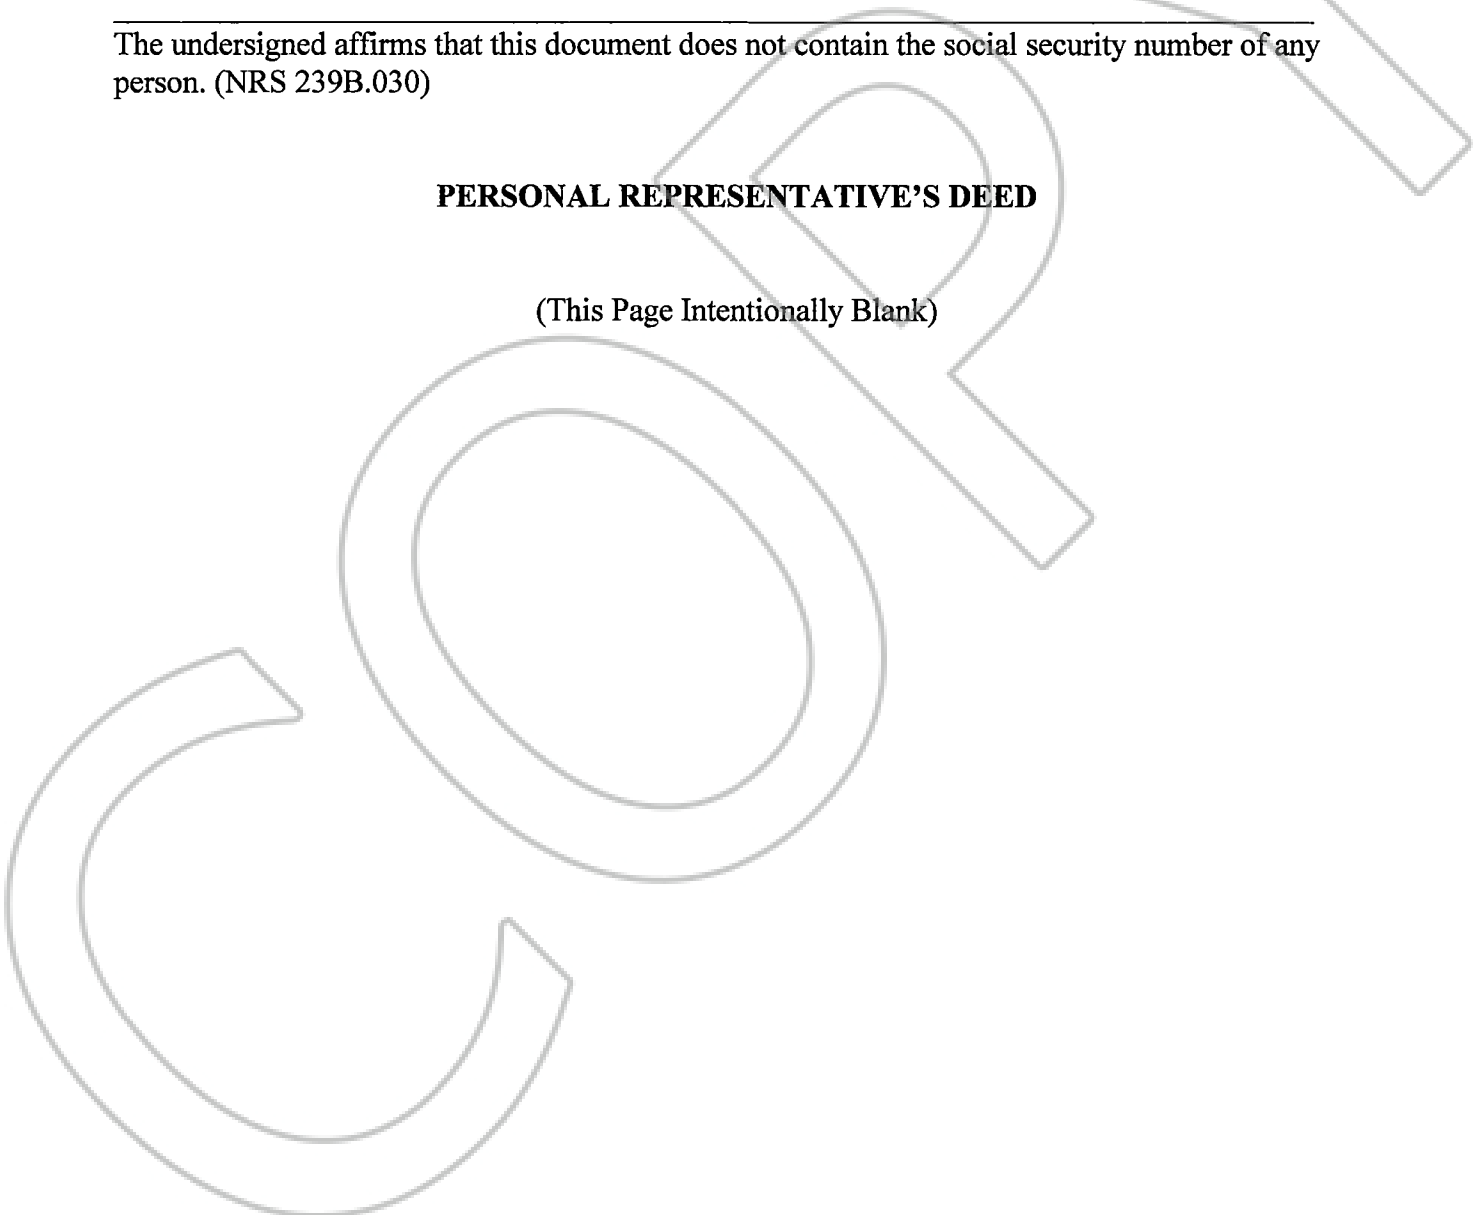 The undersigned affirms that this document does not contain the social security number of any
person. (NRS 239B.030)
PERSONAL REPRESENTATIVE’S DEED
(This Page Intentionally Blank)
COPY